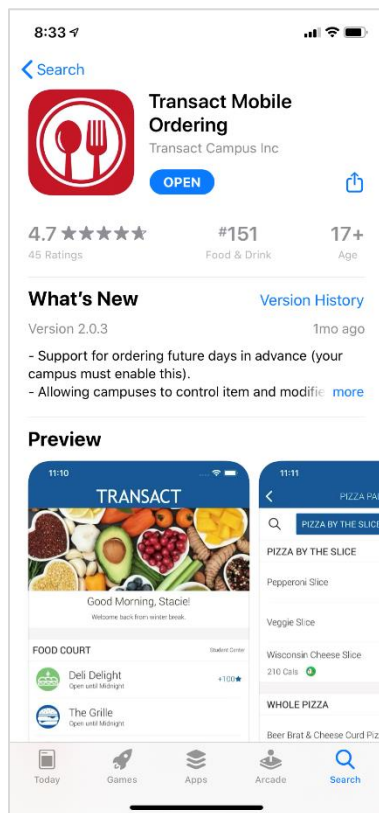 8:33
Search
Transact Mobile
Ordering
Transact Campus Inc
OPEN
4.7 #151 17+
45 Ratings Food & Drink Age
What's New Version History
Version 2.0.3 1mo ago
- Support for ordering future days in advance (your
campus must enable this).
- Allowing campuses to control item and modifie more
Preview
11:10
TRANSACT
Good Morning, Stacie!
Welcome back from winter break.
FOOD COURT Student Center
Deli Delight +100
Open until Midnight
The Grille
Open until Midnight
11:11
PIZZA PA
PIZZA BY THE SLICE
PIZZA BY THE SLICE
Pepperoni Slice
Veggie Slice
Wisconsin Cheese Slice
210 Cals
WHOLE PIZZA
Beer Brat & Cheese Curd Piz
Today Games Apps Arcade Search